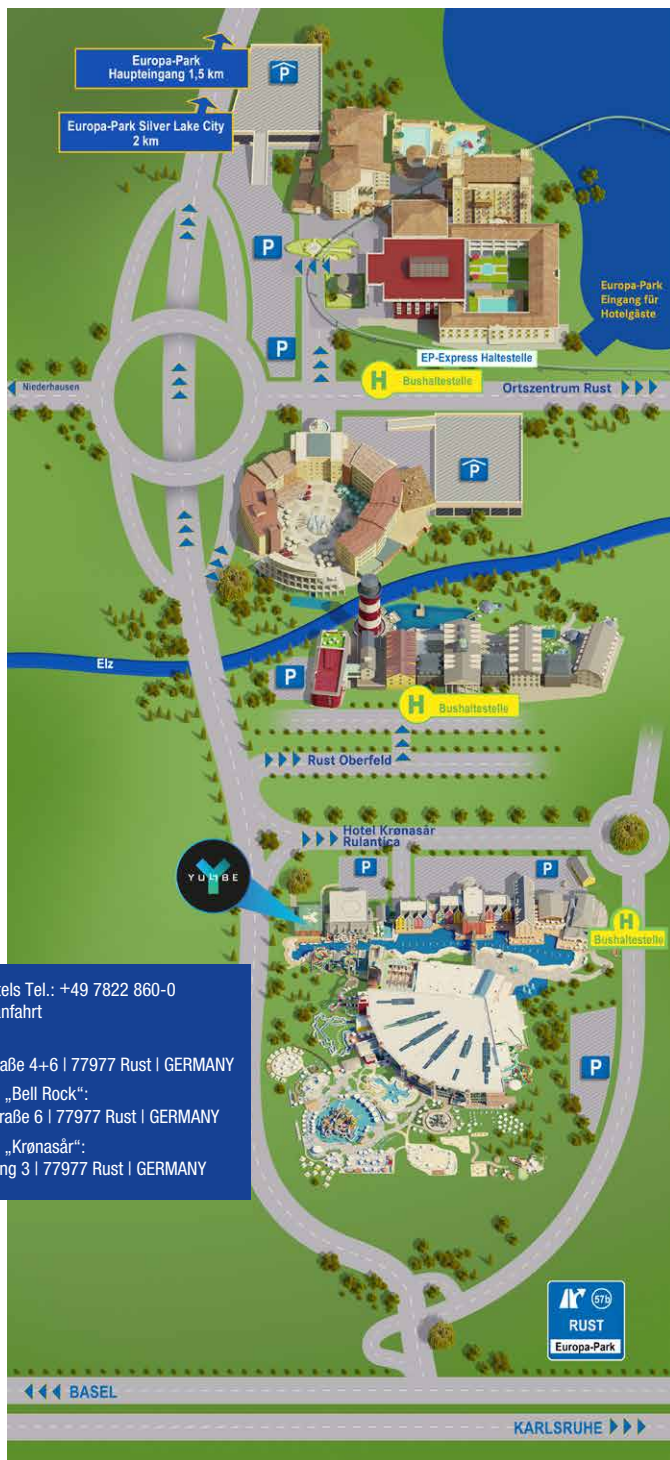 Europa-Park
Haupteingang 1,5 km
P
Europa-Park Silver Lake City
2 km
P
Europa-Park
Eingang für
Hotelgäste
P
EP-Express Haltestelle
Niederhausen
H Bushaltestelle
Ortszentrum Rust
P
Elz
P
H Bushaltestelle
Rust Oberfeld
Hotel Krønasår
Rulantica
YULLBE
P
P
H
Bushaltestelle
tels Tel.: +49 7822 860-0
anfahrt
aße 4+6 | 77977 Rust | GERMANY
„Bell Rock“:
raße 6 | 77977 Rust | GERMANY
„Krønasår“:
ng 3 | 77977 Rust | GERMANY
P
57b
RUST
Europa-Park
BASEL
KARLSRUHE